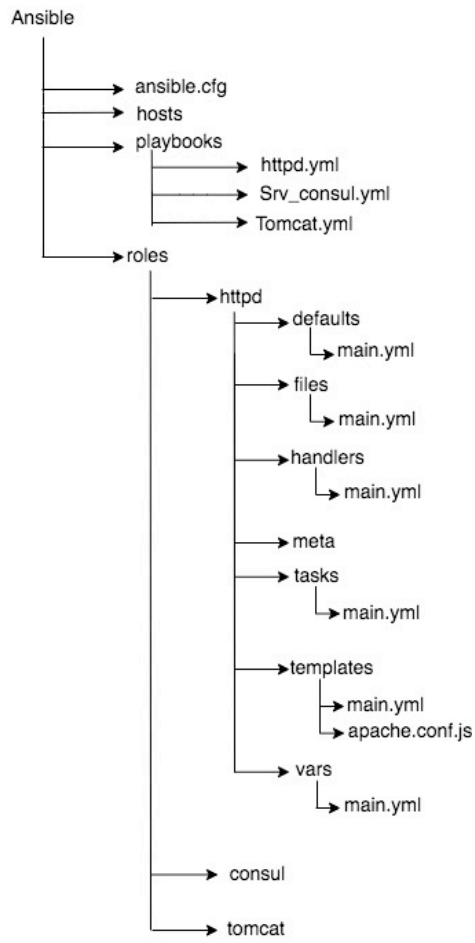 Ansible
ansible.cfg
hosts
playbooks
httpd.yml
Srv_consul.yml
Tomcat.yml
roles
httpd
defaults
main.yml
files
main.yml
handlers
main.yml
meta
tasks
main.yml
templates
main.yml
apache.conf.js
vars
main.yml
consul
tomcat